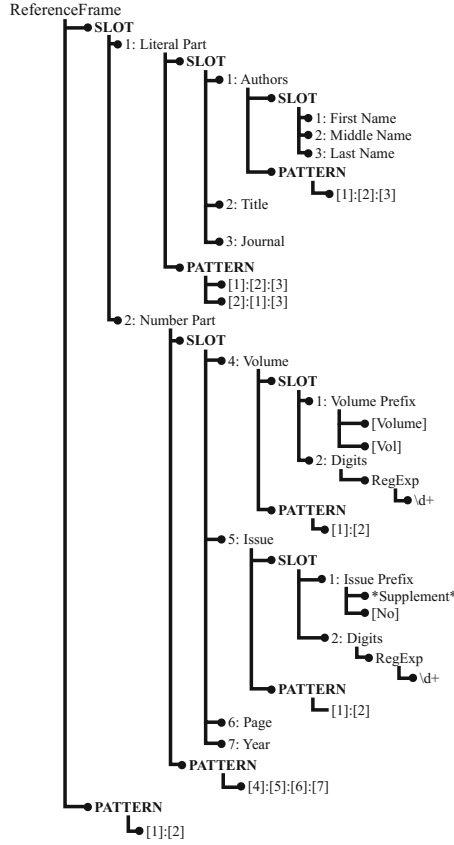 ReferenceFrame
SLOT
1: Literal Part
SLOT
1: Authors
SLOT
1: First Name
2: Middle Name
3: Last Name
PATTERN
[1]:[2]:[3]
2: Title
3: Journal
PATTERN
[1]:[2]:[3]
[2]:[1]:[3]
2: Number Part
SLOT
4: Volume
SLOT
1: Volume Prefix
[Volume]
[Vol]
2: Digits
RegExp
\d+
PATTERN
[1]:[2]
5: Issue
SLOT
1: Issue Prefix
*Supplement*
[No]
2: Digits
RegExp
\d+
PATTERN
[1]:[2]
6: Page
7: Year
PATTERN
[4]:[5]:[6]:[7]
PATTERN
[1]:[2]